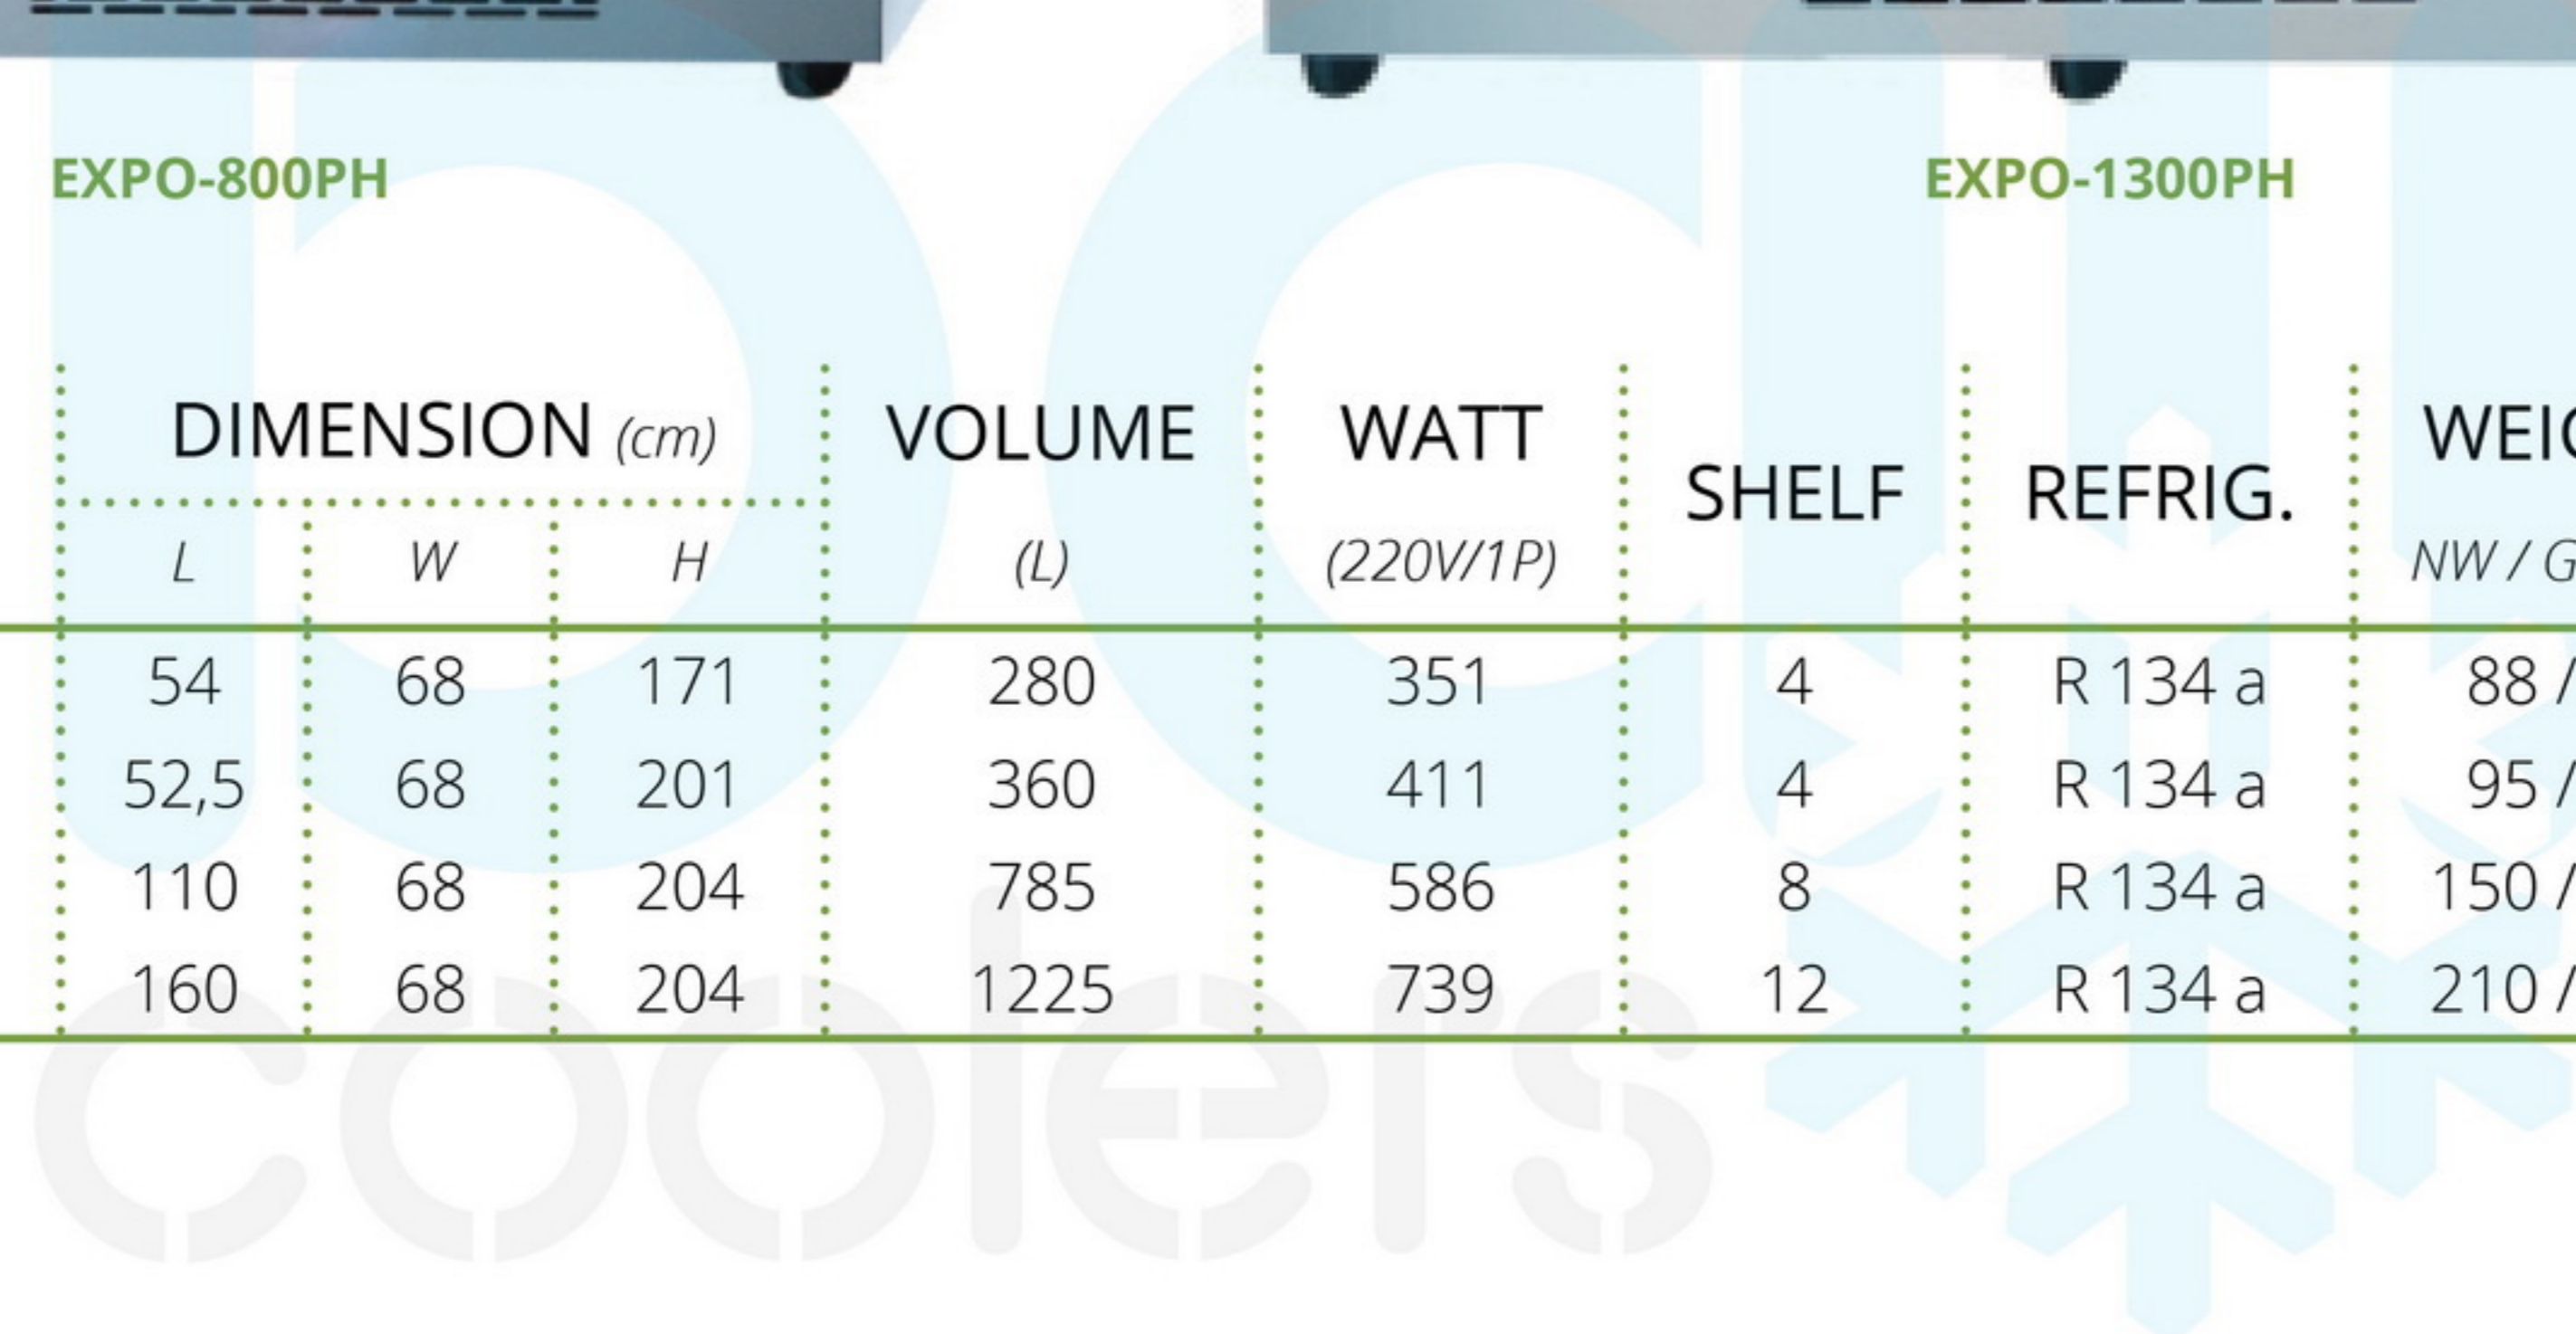 EXPO-800PH EXPO-1300PH
DIMENSION (cm) VOLUME WATT SHELF REFRIG.
L W H (L) (220V/1P) NW /
54 68 171 280 351 4 R 134 a 88 /
52,5 68 201 360 411 4 R 134 a 95 /
110 68 204 785 586 8 R 134 a 150 /
160 68 204 1225 739 12 R 134 a 210 /
coolers